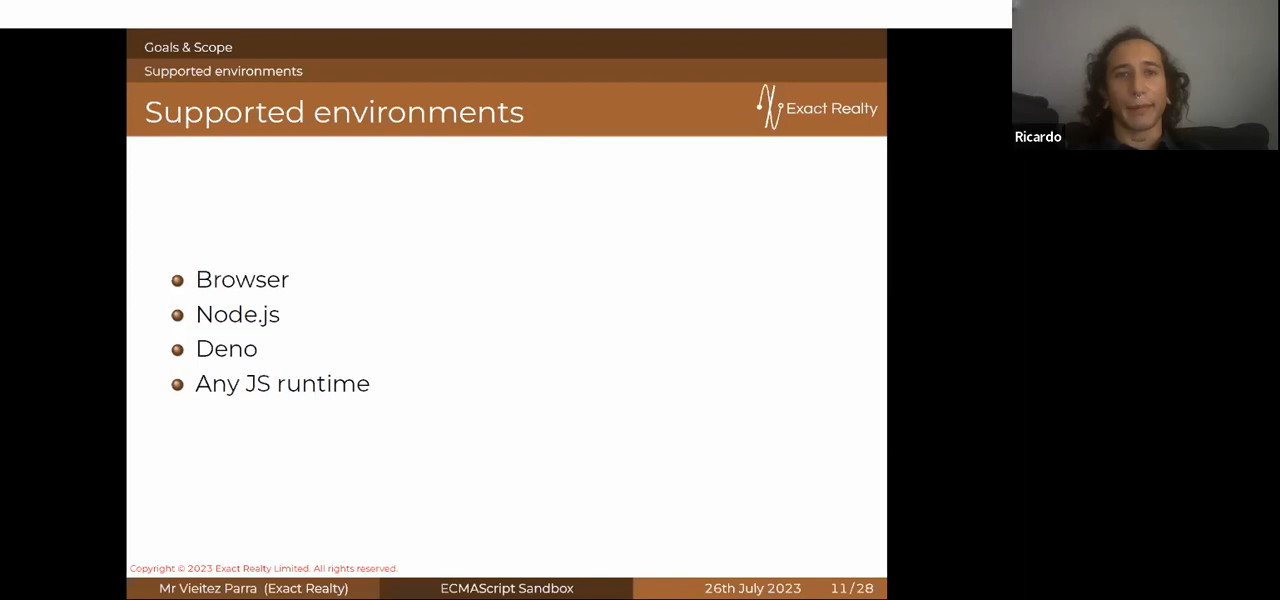 Goals & Scope
Supported environments
Supported environments
Exact Realty
Ricardo
Browser
Node.js
Deno
Any JS runtime
Copyright © 2023 Exact Realty Limited. All rights reserved.
Mr Vieitez Parra (Exact Realty) ECMAScript Sandbox 26th July 2023 11/28